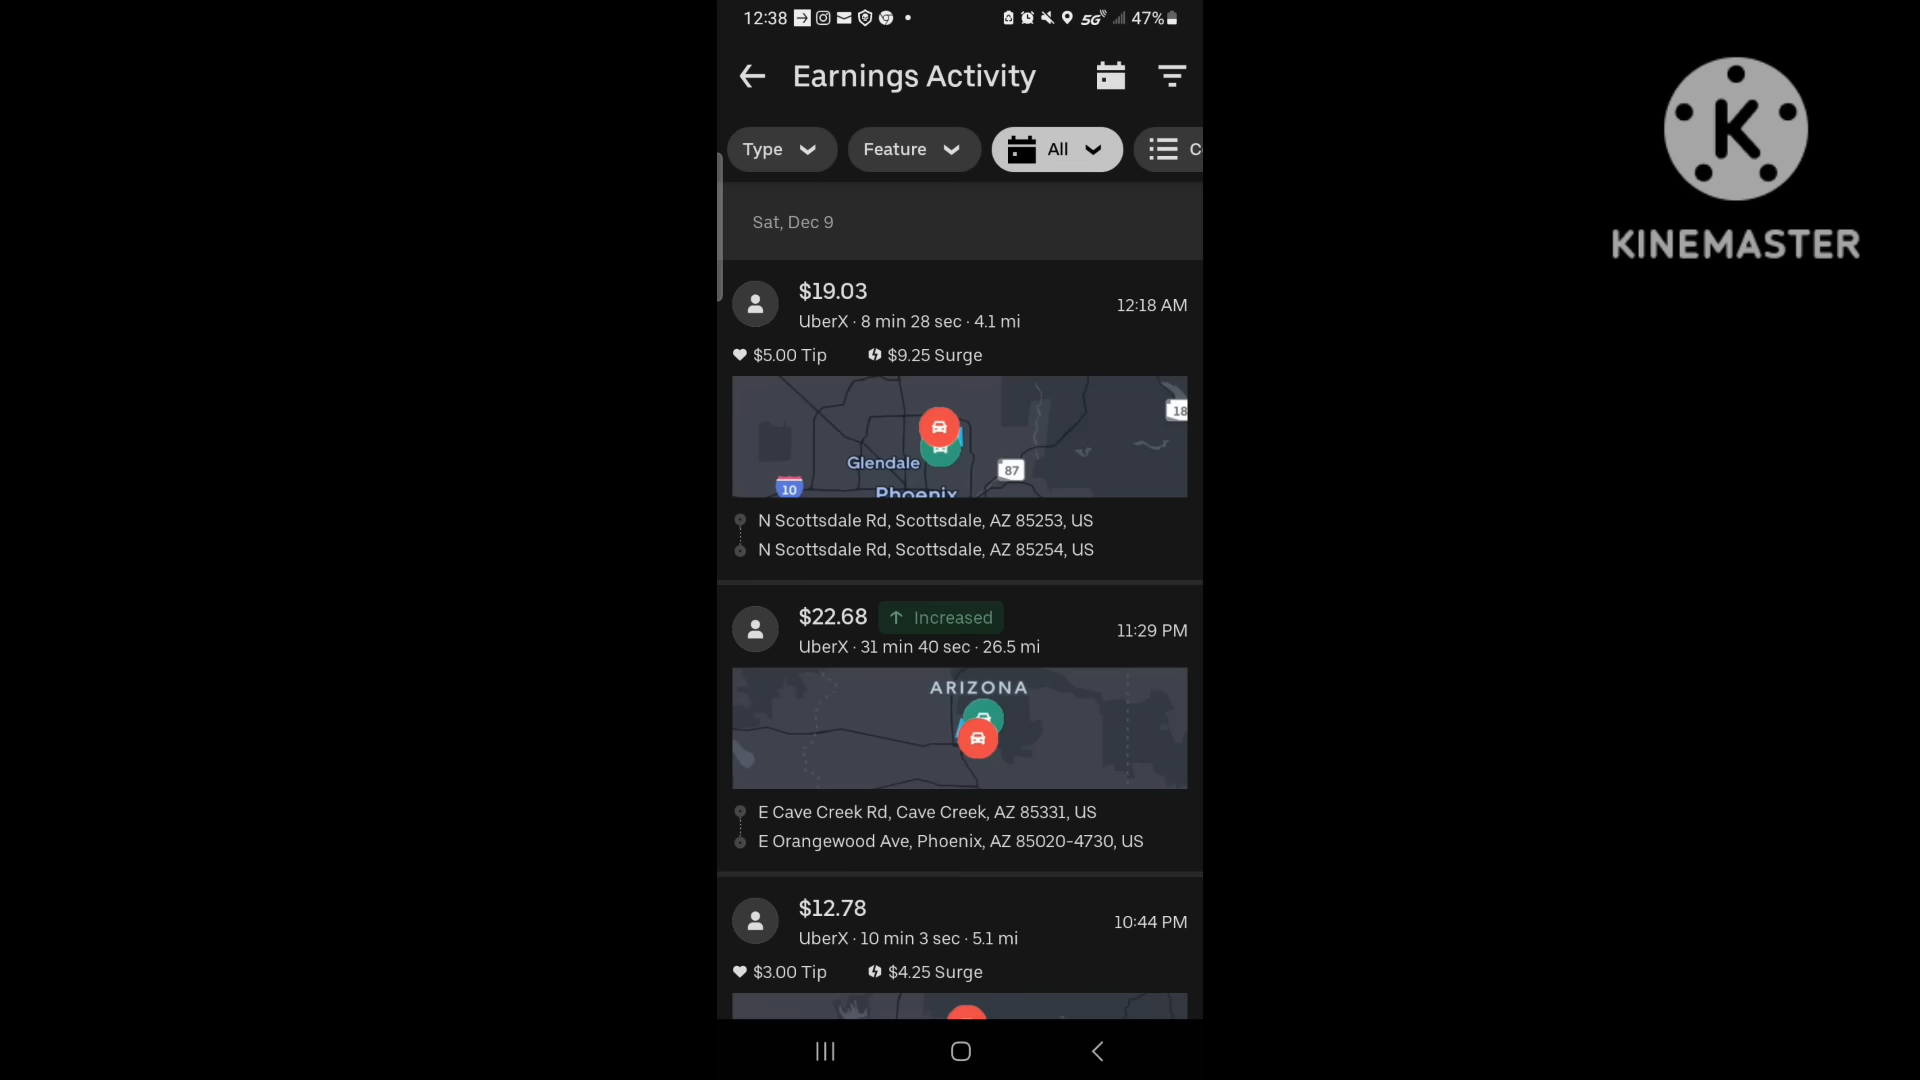 12:38
5G
47%
Earnings Activity
KINEMASTER
Type
Feature
All
C
Sat, Dec 9
$19.03
UberX · 8 min 28 sec · 4.1 mi
12:18 AM
$5.00 Tip
$9.25 Surge
18
Glendale
87
10
Phoenix
N Scottsdale Rd, Scottsdale, AZ 85253, US
N Scottsdale Rd, Scottsdale, AZ 85254, US
$22.68
Increased
UberX · 31 min 40 sec · 26.5 mi
11:29 PM
ARIZONA
E Cave Creek Rd, Cave Creek, AZ 85331, US
E Orangewood Ave, Phoenix, AZ 85020-4730, US
$12.78
UberX · 10 min 3 sec · 5.1 mi
10:44 PM
$3.00 Tip
$4.25 Surge